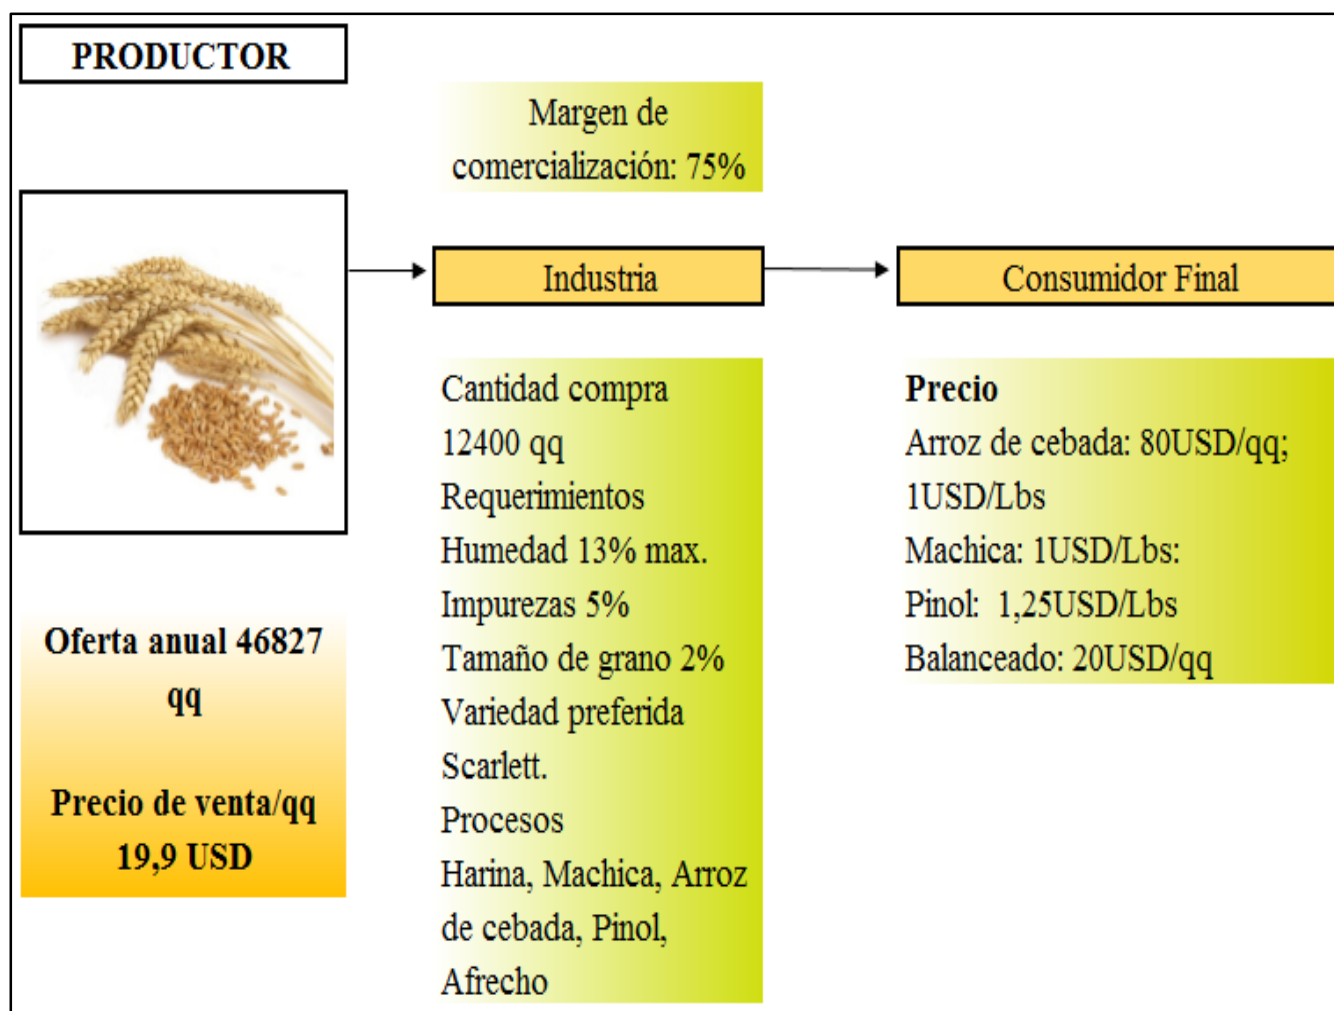 PRODUCTOR
Margen de
comercialización: 75%
Industria
Consumidor Final
Oferta anual 46827
qq
Precio de venta/qq
19,9 USD
Cantidad compra
12400 qq
Requerimientos
Humedad 13% max.
Impurezas 5%
Tamaño de grano 2%
Variedad preferida
Scarlett.
Procesos
Harina, Machica, Arroz
de cebada, Pinol,
Afrecho
Precio
Arroz de cebada: 80USD/qq;
1USD/Lbs
Machica: 1USD/Lbs:
Pinol:  1,25USD/Lbs
Balanceado: 20USD/qq